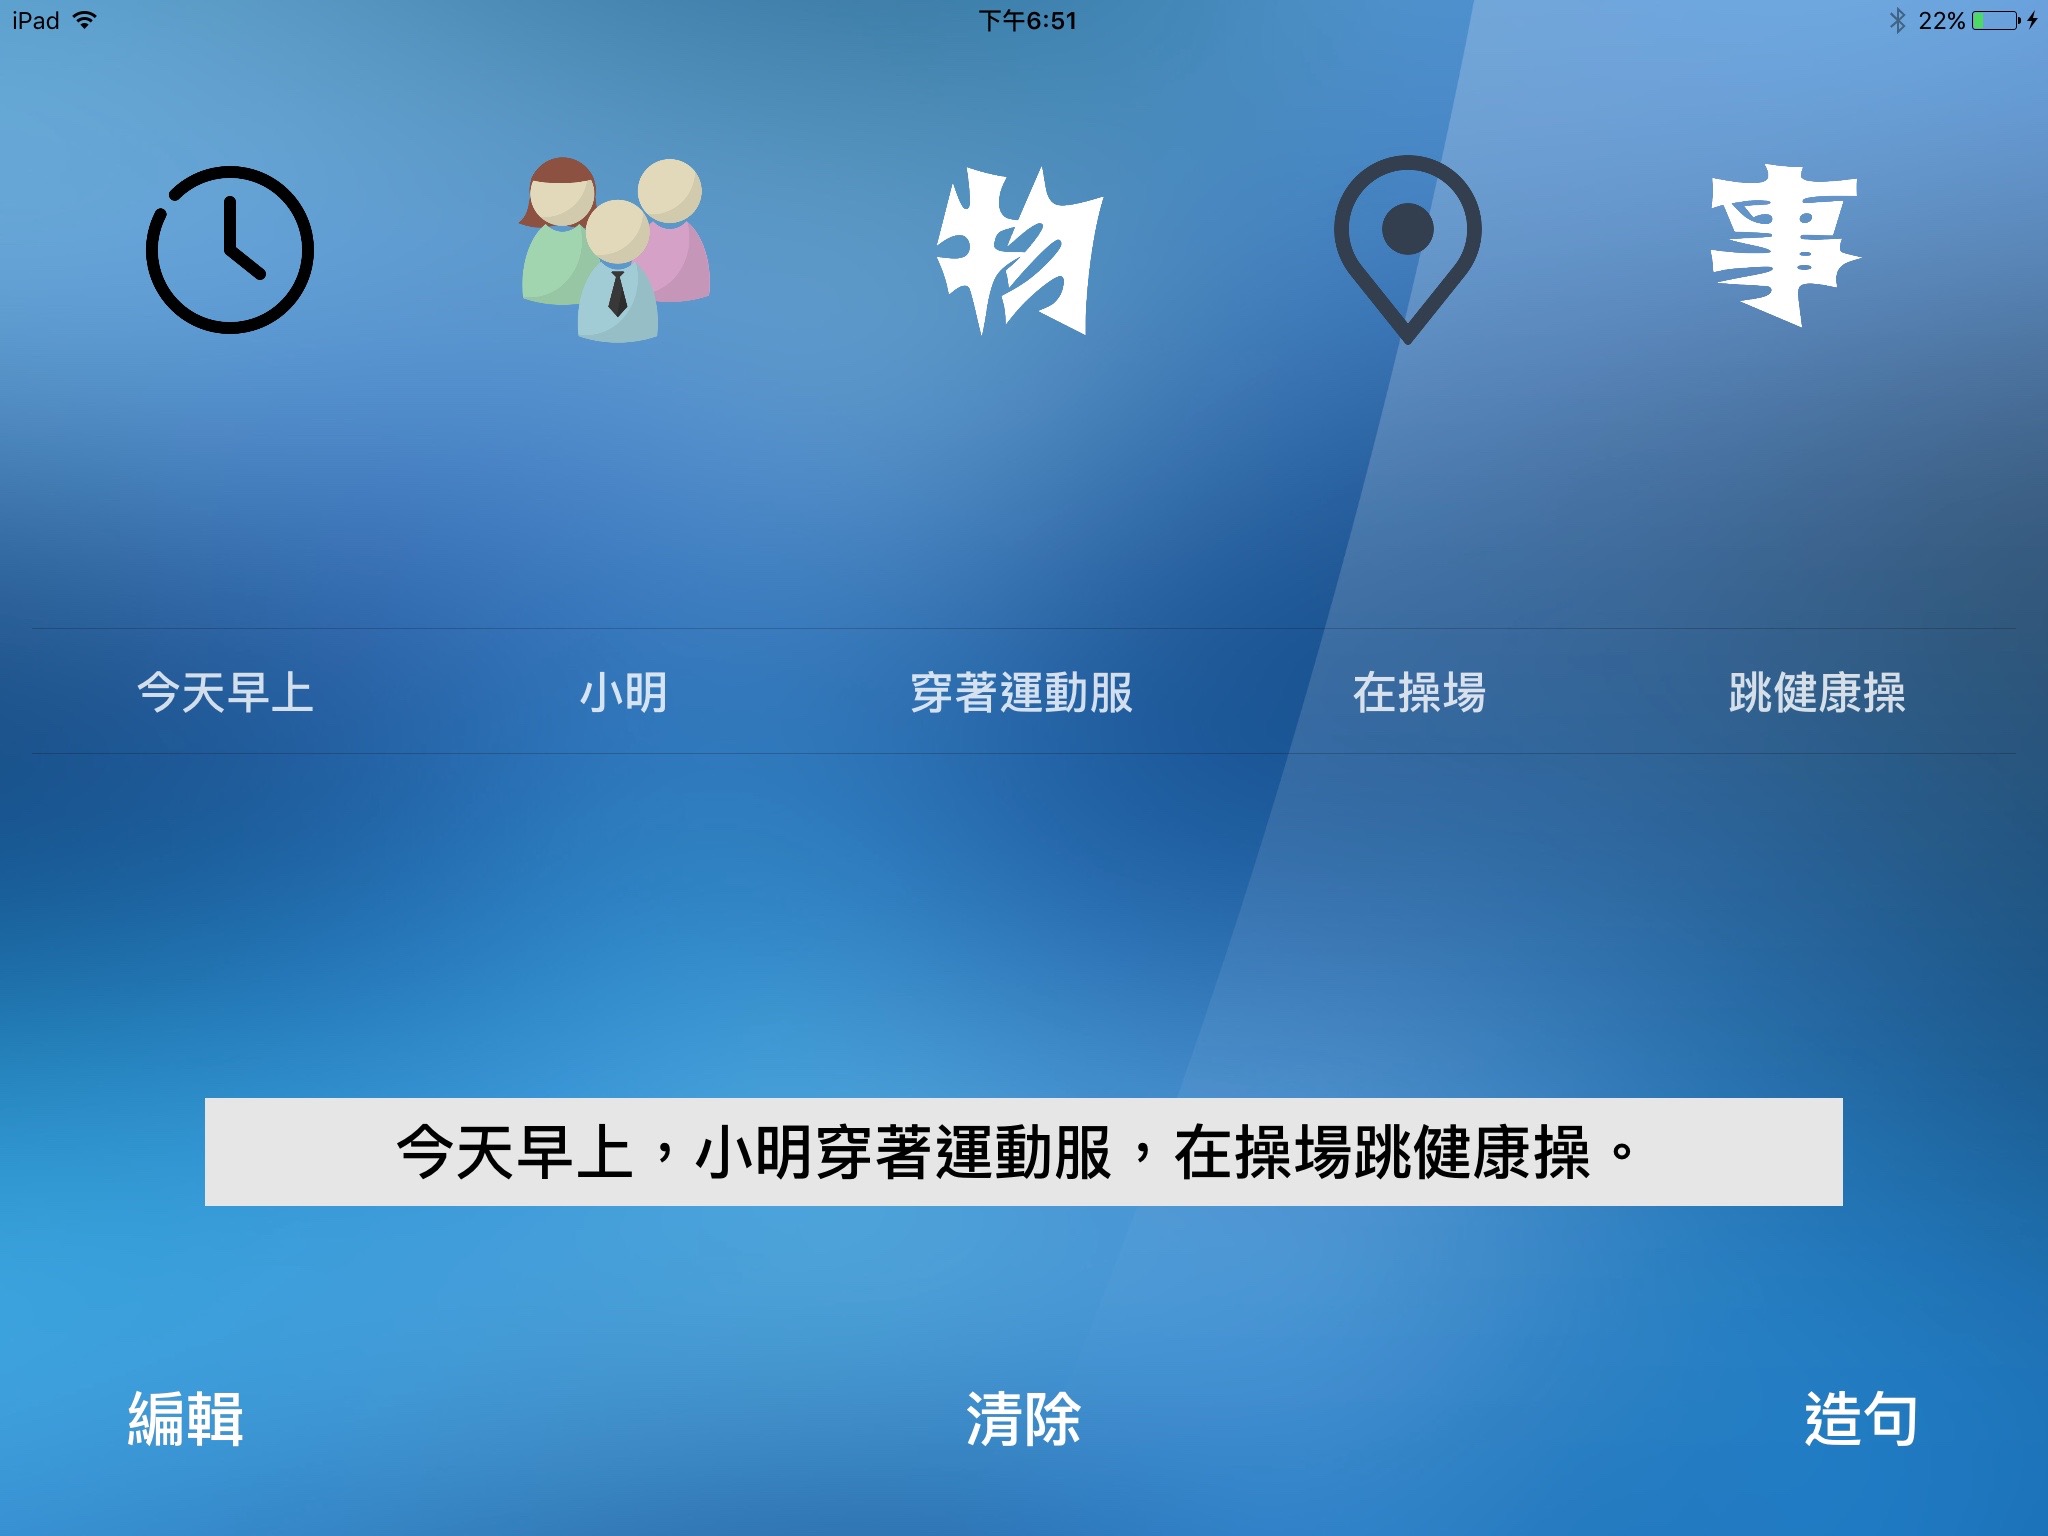 iPad 下午6:51 22%
物 事
今天早上 小明 穿著運動服 在操場 跳健康操
今天早上，小明穿著運動服，在操場跳健康操。
編輯 清除 造句